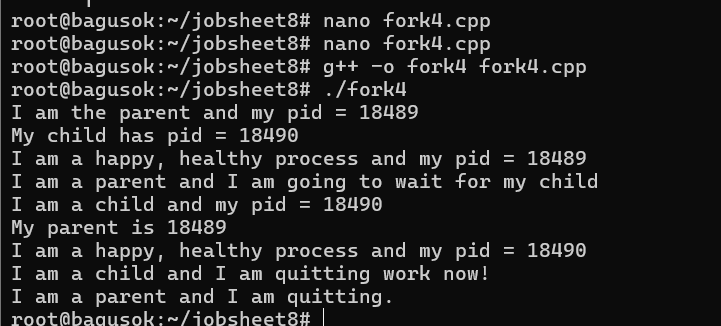 root@bagusok:~/jobsheet8# nano fork4.cpp
root@bagusok:~/jobsheet8# nano fork4.cpp
root@bagusok:~/jobsheet8# g++ -o fork4 fork4.cpp
root@bagusok:~/jobsheet8# ./fork4
I am the parent and my pid = 18489
My child has pid = 18490
I am a happy, healthy process and my pid = 18489
I am a parent and I am going to wait for my child
I am a child and my pid = 18490
My parent is 18489
I am a happy, healthy process and my pid = 18490
I am a child and I am quitting work now!
I am a parent and I am quitting.
root@bagusok:~/jobsheet8#